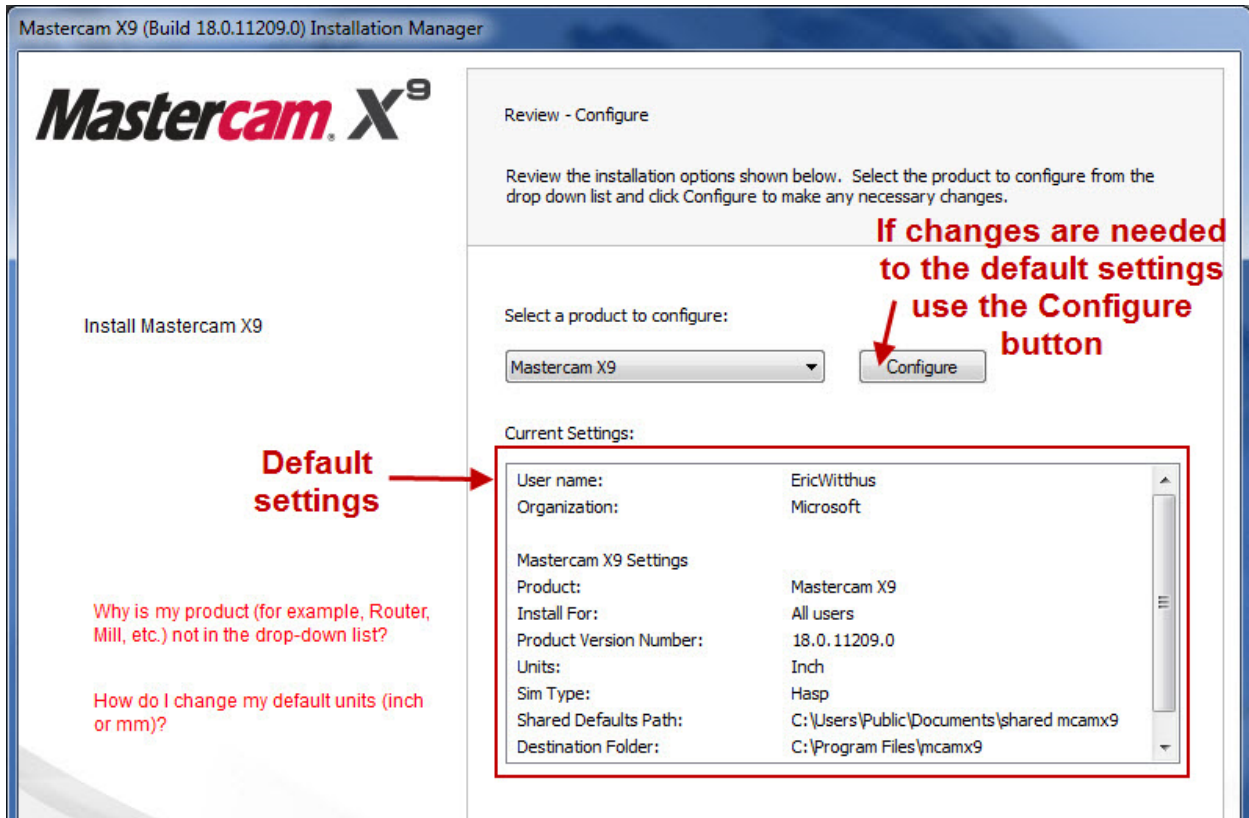 Mastercam X9 (Build 18.0.11209.0) Installation Manager
Mastercam. X9
Review - Configure
Review the installation options shown below. Select the product to configure from the
drop down list and click Configure to make any necessary changes.
If changes are needed
to the default settings
use the Configure
button
Install Mastercam X9
Select a product to configure:
Mastercam X9
Configure
Current Settings:
Default
settings
User name: EricWitthus
Organization: Microsoft
Mastercam X9 Settings
Product: Mastercam X9
Install For: All users
Product Version Number: 18.0.11209.0
Units: Inch
Sim Type: Hasp
Shared Defaults Path: C:\Users\Public\Documents\shared mcamx9
Destination Folder: C:\Program Files\mcamx9
Why is my product (for example, Router,
Mill, etc.) not in the drop-down list?
How do I change my default units (inch
or mm)?